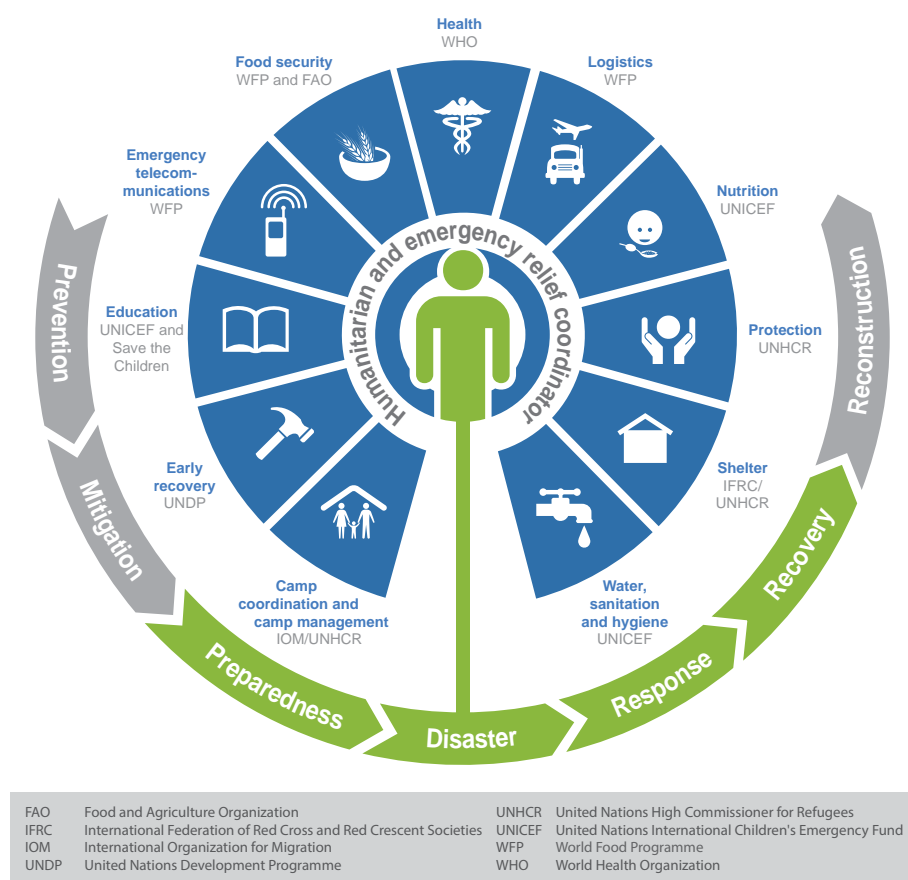 Health
WHO
Food security
WFP and FAO
Logistics
WFP
Emergency
telecom-
munications
WFP
Nutrition
UNICEF
Education
UNICEF and
Save the
Children
Protection
UNHCR
Early
recovery
UNDP
Shelter
IFRC/
UNHCR
Camp
coordination and
camp management
IOM/UNHCR
Water,
sanitation
and hygiene
UNICEF
Humanitarian and emergency relief coordinator
Prevention
Mitigation
Preparedness
Disaster
Response
Recovery
Reconstruction
FAO Food and Agriculture Organization
IFRC International Federation of Red Cross and Red Crescent Societies
IOM International Organization for Migration
UNDP United Nations Development Programme
UNHCR United Nations High Commissioner for Refugees
UNICEF United Nations International Children's Emergency Fund
WFP World Food Programme
WHO World Health Organization